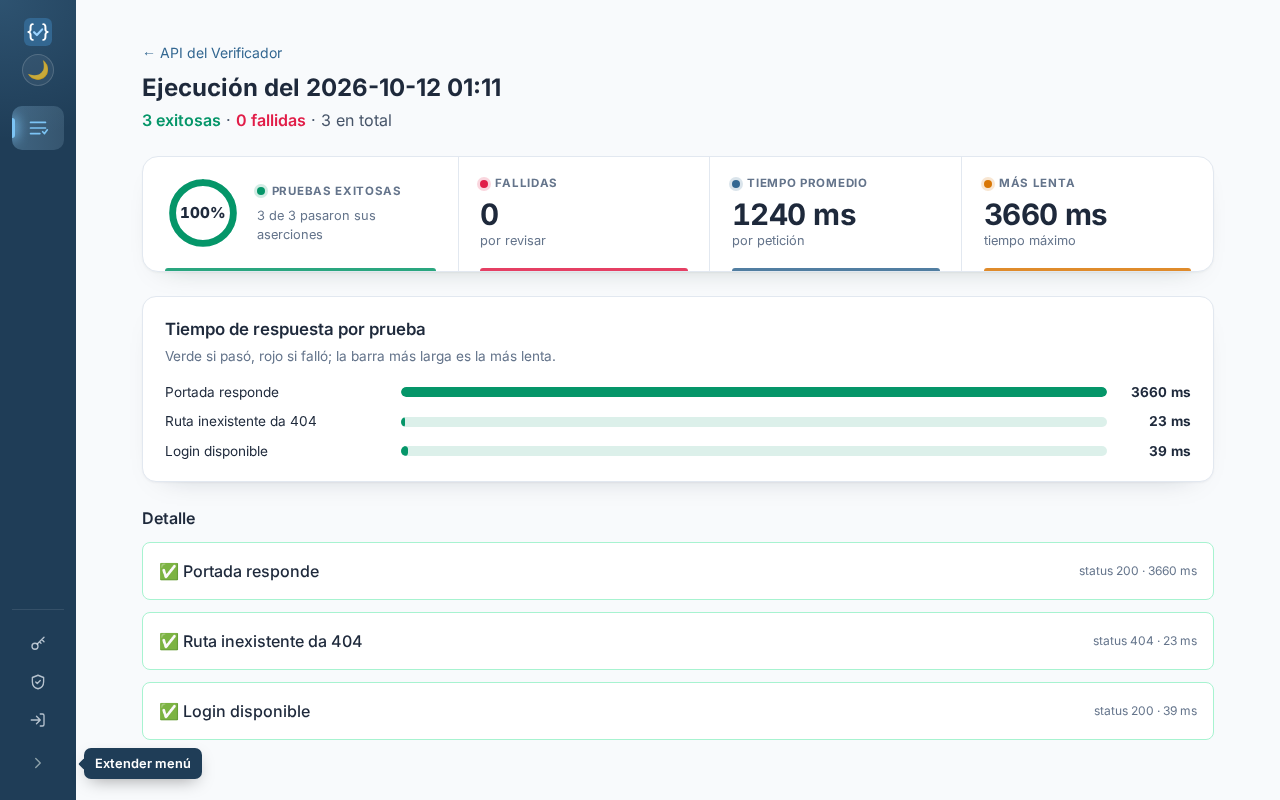 ← API del Verificador
Ejecución del 2026-10-12 01:11
3 exitosas · 0 fallidas · 3 en total
100%
PRUEBAS EXITOSAS
3 de 3 pasaron sus
aserciones
FALLIDAS
0
por revisar
TIEMPO PROMEDIO
1240 ms
por petición
MÁS LENTA
3660 ms
tiempo máximo
Tiempo de respuesta por prueba
Verde si pasó, rojo si falló; la barra más larga es la más lenta.
Portada responde 3660 ms
Ruta inexistente da 404 23 ms
Login disponible 39 ms
Detalle
✅ Portada responde status 200 · 3660 ms
✅ Ruta inexistente da 404 status 404 · 23 ms
✅ Login disponible status 200 · 39 ms
Extender menú